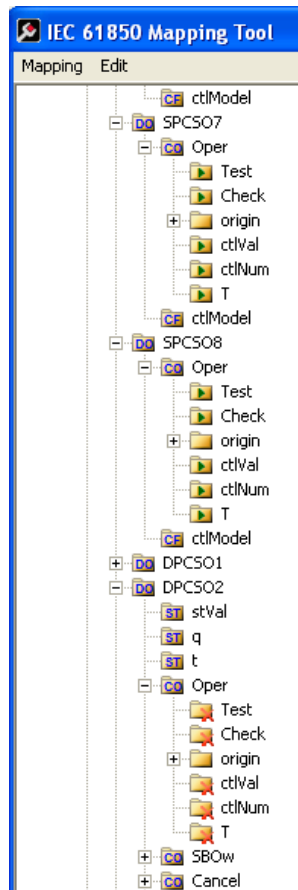 IEC 61850 Mapping Tool
Mapping Edit
CF ctlModel
DO SPCSO7
CO Oper
Test
Check
origin
ctlVal
ctlNum
T
CF ctlModel
DO SPCSO8
CO Oper
Test
Check
origin
ctlVal
ctlNum
T
CF ctlModel
DO DPCSO1
DO DPCSO2
ST stVal
ST q
ST t
CO Oper
Test
Check
origin
ctlVal
ctlNum
T
CO SBOw
CO Cancel